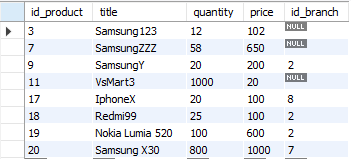 id_product title quantity price id_branch
3 Samsung123 12 102 NULL
7 SamsungZZZ 58 650 NULL
9 SamsungY 20 200 2
11 VsMart3 1000 20 NULL
17 IphoneX 20 100 8
18 Redmi99 25 100 2
19 Nokia Lumia 520 100 600 2
20 Samsung X30 800 1000 7